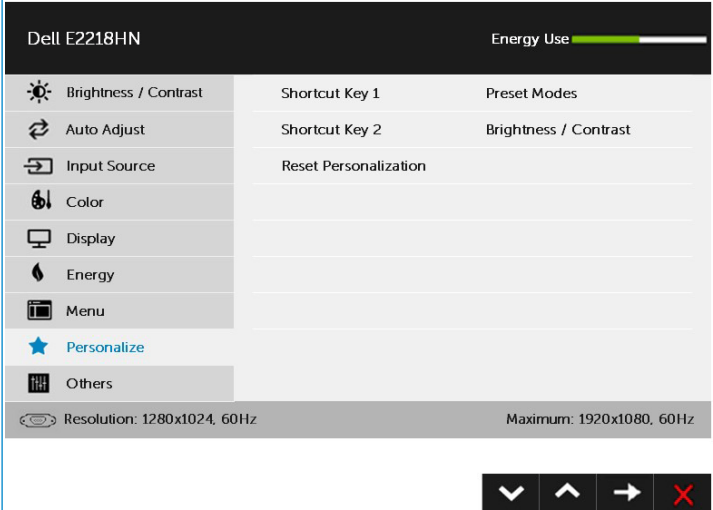 Dell E2218HN Energy Use
Brightness / Contrast Shortcut Key 1 Preset Modes
Auto Adjust Shortcut Key 2 Brightness / Contrast
Input Source Reset Personalization
Color
Display
Energy
Menu
Personalize
Others
Resolution: 1280x1024, 60Hz Maximum: 1920x1080, 60Hz